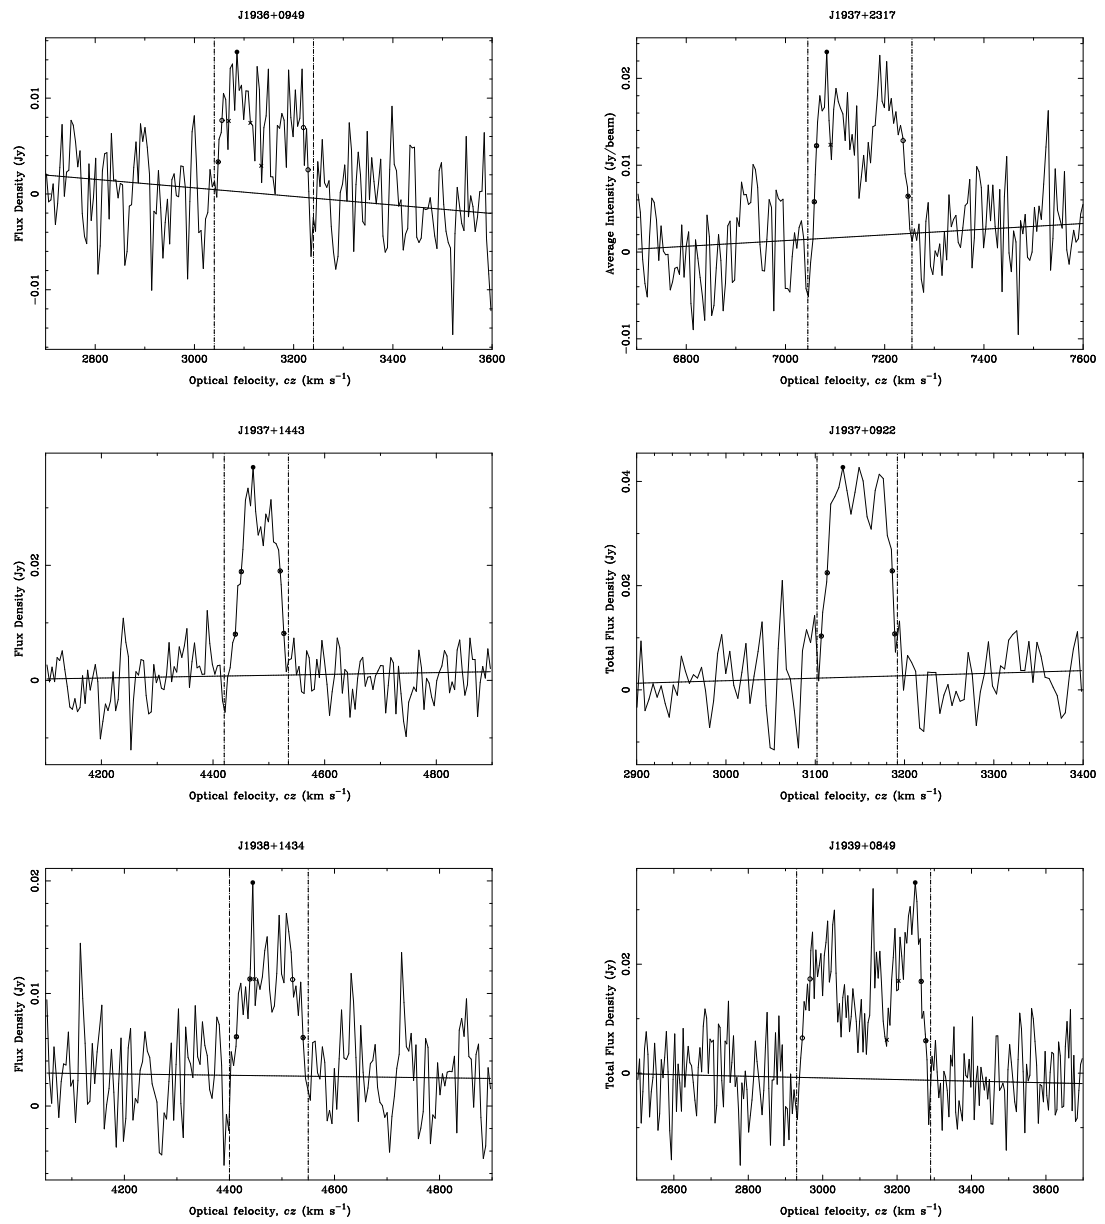 J1936+0949
Flux Density (Jy)
0.01
0
−0.01
2800 3000 3200 3400 3600
Optical felocity, cz (km s⁻¹)
J1937+2317
Average Intensity (Jy/beam)
0.02
0.01
0
−0.01
6800 7000 7200 7400 7600
Optical felocity, cz (km s⁻¹)
J1937+1443
Flux Density (Jy)
0.02
0
4200 4400 4600 4800
Optical felocity, cz (km s⁻¹)
J1937+0922
Total Flux Density (Jy)
0.04
0.02
0
2900 3000 3100 3200 3300 3400
Optical felocity, cz (km s⁻¹)
J1938+1434
Flux Density (Jy)
0.02
0.01
0
4200 4400 4600 4800
Optical felocity, cz (km s⁻¹)
J1939+0849
Total Flux Density (Jy)
0.02
0
2600 2800 3000 3200 3400 3600
Optical felocity, cz (km s⁻¹)